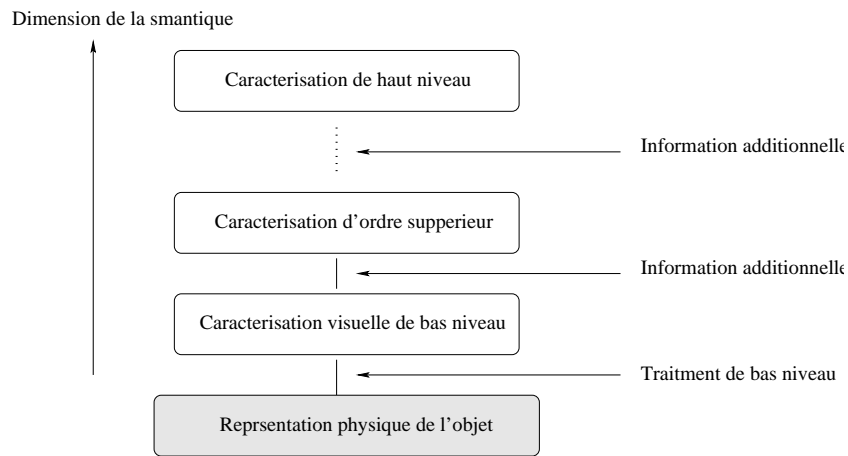 Dimension de la smantique
Caracterisation de haut niveau
Information additionnelle
Caracterisation d'ordre supperieur
Information additionnelle
Caracterisation visuelle de bas niveau
Traitment de bas niveau
Reprsentation physique de l'objet